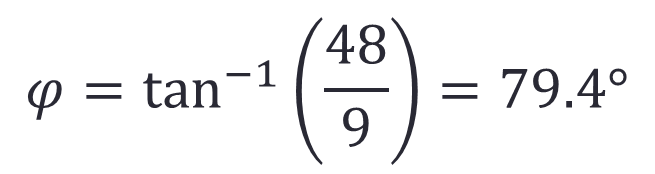 φ = tan⁻¹ (48/9) = 79.4°